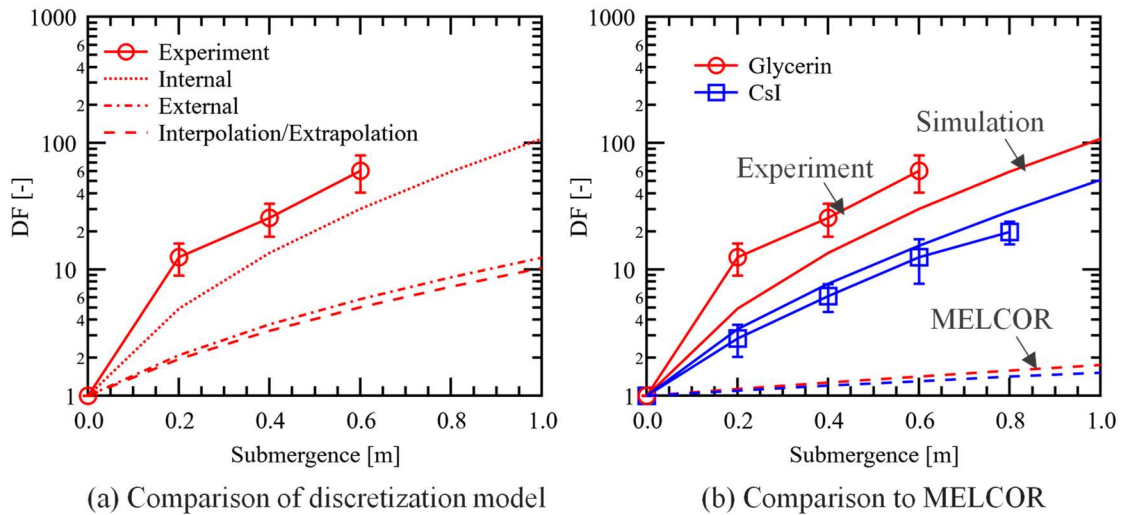 1000
6
4
2
100
6
4
2
10
6
4
2
1
DF [-]
Experiment
Internal
External
Interpolation/Extrapolation
0.0 0.2 0.4 0.6 0.8 1.0
Submergence [m]
(a) Comparison of discretization model
1000
6
4
2
100
6
4
2
10
6
4
2
1
DF [-]
Glycerin
CsI
Simulation
Experiment
MELCOR
0.0 0.2 0.4 0.6 0.8 1.0
Submergence [m]
(b) Comparison to MELCOR